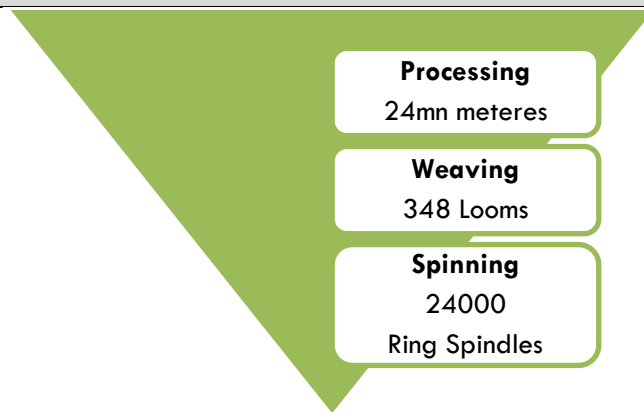 Processing
24mn meteres
Weaving
348 Looms
Spinning
24000
Ring Spindles